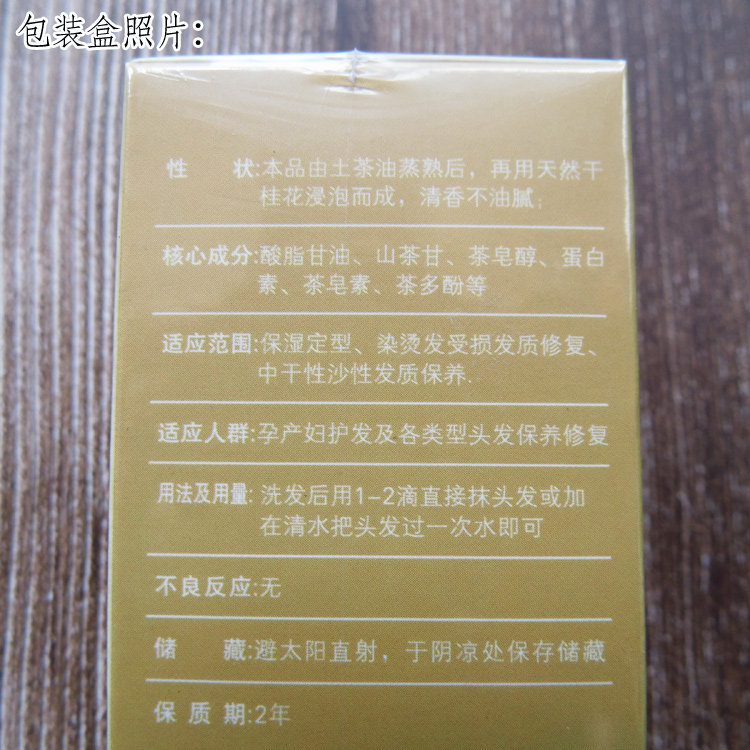 包装盒照片:
性 状:本品由土茶油蒸熟后，再用天然干
桂花浸泡而成，清香不油腻;
核心成分:酸脂甘油、山茶甘、茶皂醇、蛋白
素、茶皂素、茶多酚等
适应范围:保湿定型、染烫发受损发质修复、
中干性沙性发质保养.
适应人群:孕产妇护发及各类型头发保养修复
用法及用量:洗发后用1-2滴直接抹头发或加
在清水把头发过一次水即可
不良反应:无
储 藏:避太阳直射，于阴凉处保存储藏
保 质 期:2年